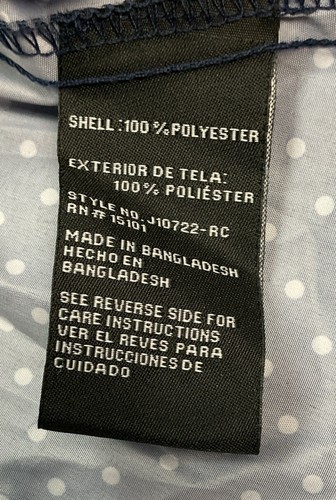 SHELL:100%POLYESTER
EXTERIOR DE TELA:
100% POLIÉSTER
STYLE NO:J10722-RC
RN# 15101
MADE IN BANGLADESH
HECHO EN
BANGLADESH
SEE REVERSE SIDE FOR
CARE INSTRUCTIONS
VER EL REVES PARA
INSTRUCCIONES DE
CUIDADO